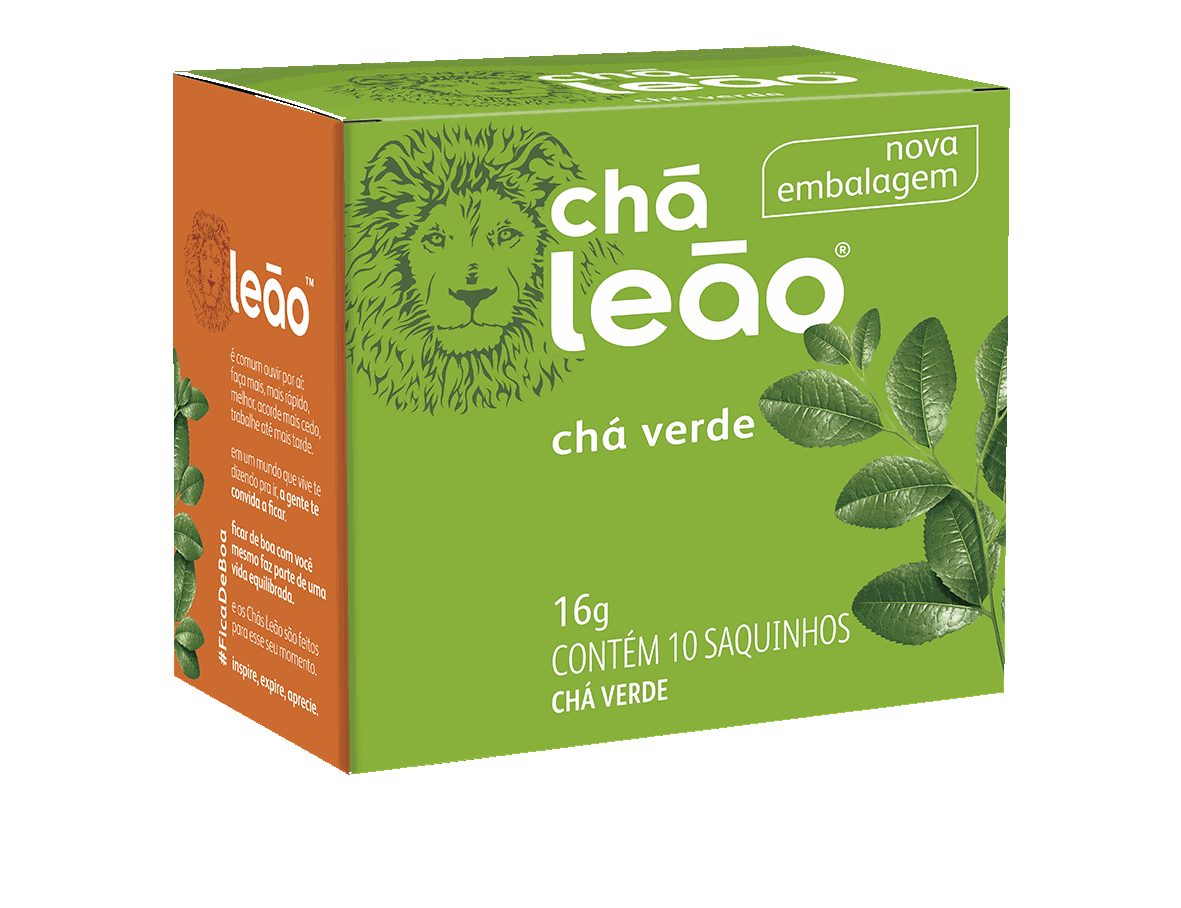 chá
leão
chá verde
nova
embalagem
chá
leão®
chá verde
16g
CONTÉM 10 SAQUINHOS
CHÁ VERDE
leão™
é comum ouvir por aí:
faça mais, mais rápido,
melhor, acorde mais cedo,
trabalhe até mais tarde.
em um mundo que vive te
dizendo pra ir, a gente te
convida a ficar.
ficar de boa com você
mesmo faz parte de uma
vida equilibrada.
e os Chás Leão são feitos
para esse seu momento.
inspire, expire, aprecie.
#FicaDeBoa